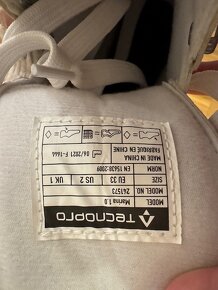 TECNOPRO
MODEL Marina 1.0
MODEL NO. 241573
SIZE EU 33 US 2 UK 1
NORM EN 15638:2009
MADE IN CHINA
FABRIQUE EN CHINE
06/2021 F-1666